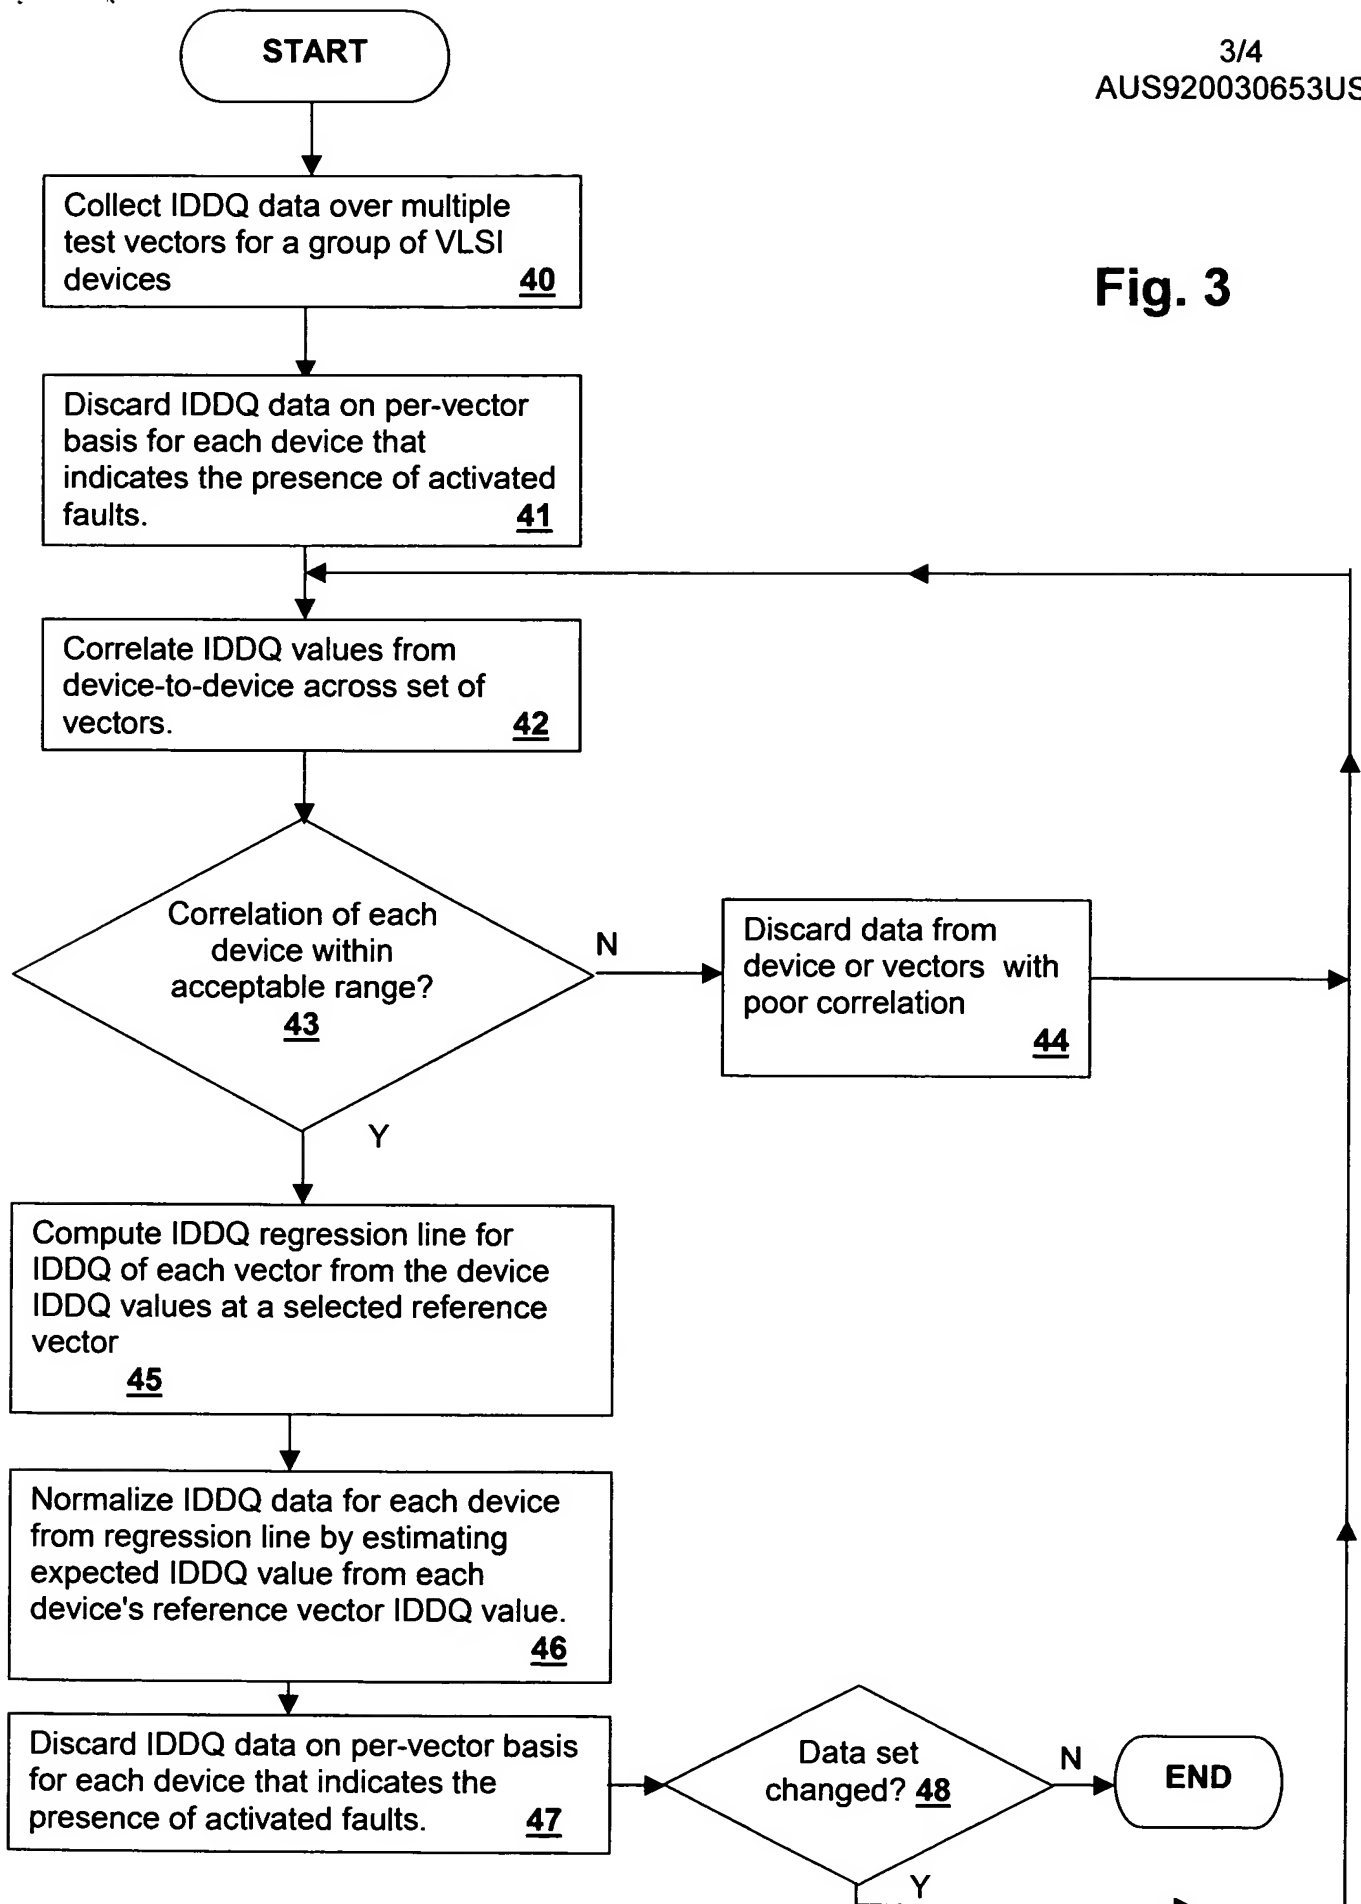 START
3/4
AUS920030653US
Fig. 3
Collect IDDQ data over multiple
test vectors for a group of VLSI
devices 40
Discard IDDQ data on per-vector
basis for each device that
indicates the presence of activated
faults. 41
Correlate IDDQ values from
device-to-device across set of
vectors. 42
Correlation of each
device within
acceptable range?
43
N
Discard data from
device or vectors with
poor correlation
44
Y
Compute IDDQ regression line for
IDDQ of each vector from the device
IDDQ values at a selected reference
vector
45
Normalize IDDQ data for each device
from regression line by estimating
expected IDDQ value from each
device's reference vector IDDQ value.
46
Discard IDDQ data on per-vector basis
for each device that indicates the
presence of activated faults. 47
Data set
changed? 48
N
END
Y